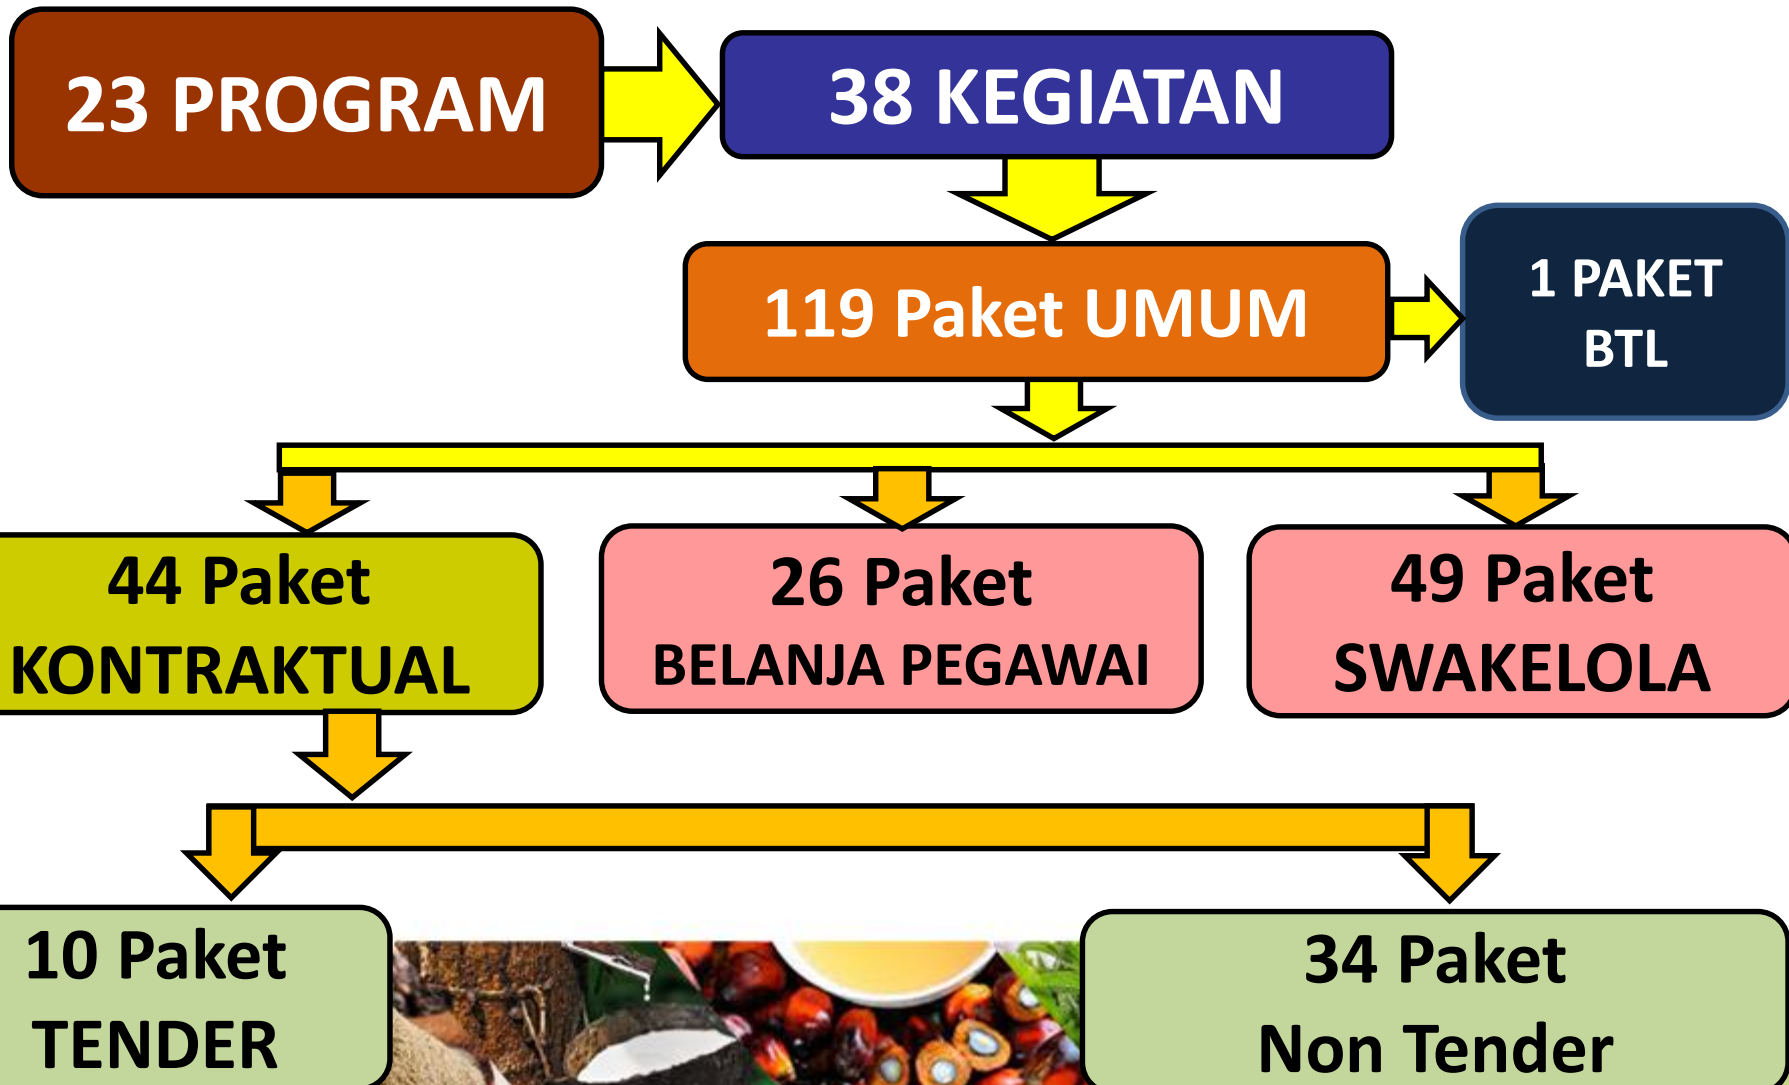 23 PROGRAM
38 KEGIATAN
119 Paket UMUM
1 PAKET
BTL
44 Paket
KONTRAKTUAL
26 Paket
BELANJA PEGAWAI
49 Paket
SWAKELOLA
10 Paket
TENDER
34 Paket
Non Tender